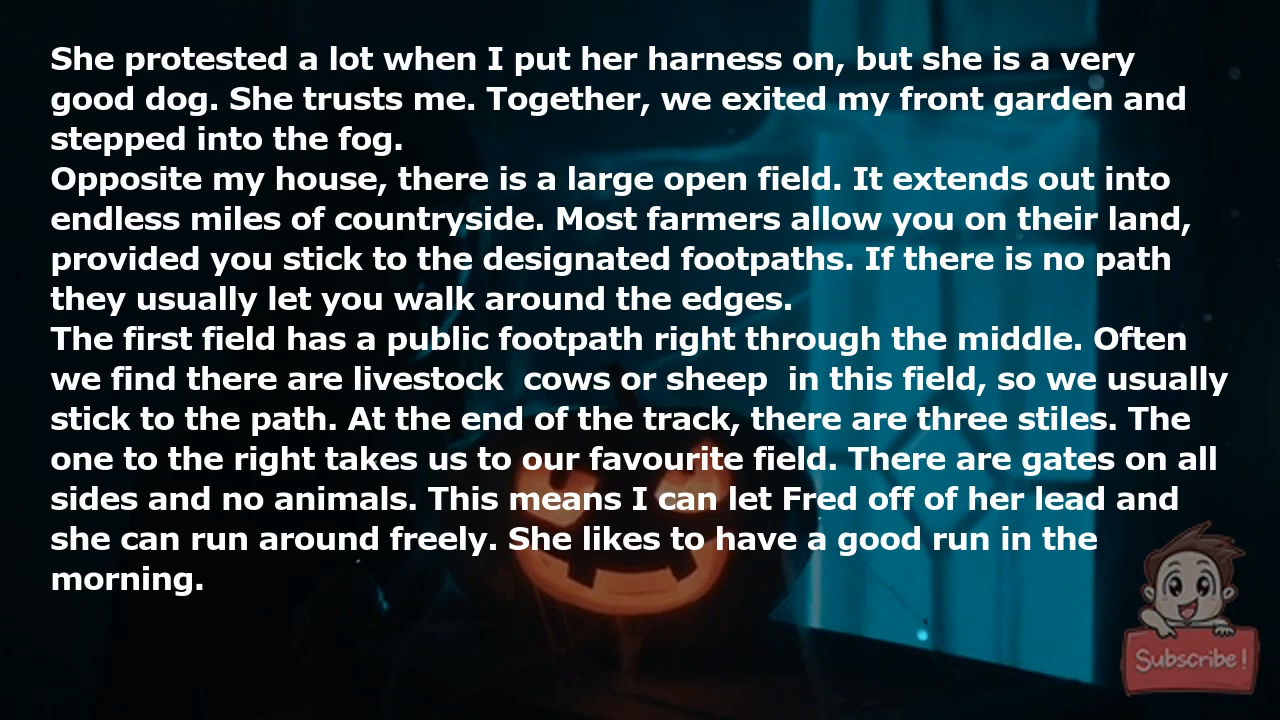 She protested a lot when I put her harness on, but she is a very
good dog. She trusts me. Together, we exited my front garden and
stepped into the fog.
Opposite my house, there is a large open field. It extends out into
endless miles of countryside. Most farmers allow you on their land,
provided you stick to the designated footpaths. If there is no path
they usually let you walk around the edges.
The first field has a public footpath right through the middle. Often
we find there are livestock  cows or sheep  in this field, so we usually
stick to the path. At the end of the track, there are three stiles. The
one to the right takes us to our favourite field. There are gates on all
sides and no animals. This means I can let Fred off of her lead and
she can run around freely. She likes to have a good run in the
morning.
Subscribe!